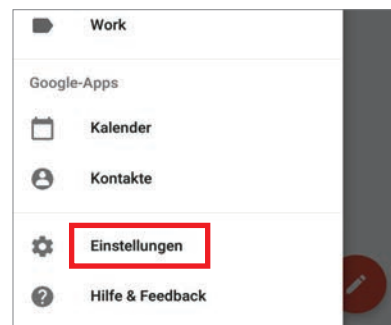 Work
Google-Apps
Kalender
Kontakte
Einstellungen
Hilfe & Feedback